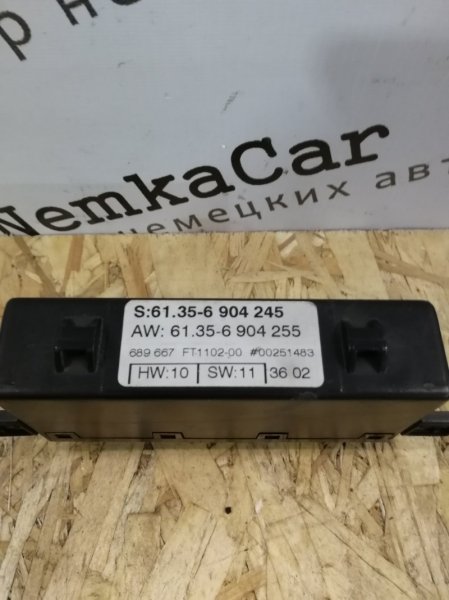 р не
NemkaCar
немецких авт
S:61.35-6 904 245
AW: 61.35-6 904 255
689 667 FT1102-00 #00251483
HW:10 SW:11 36 02